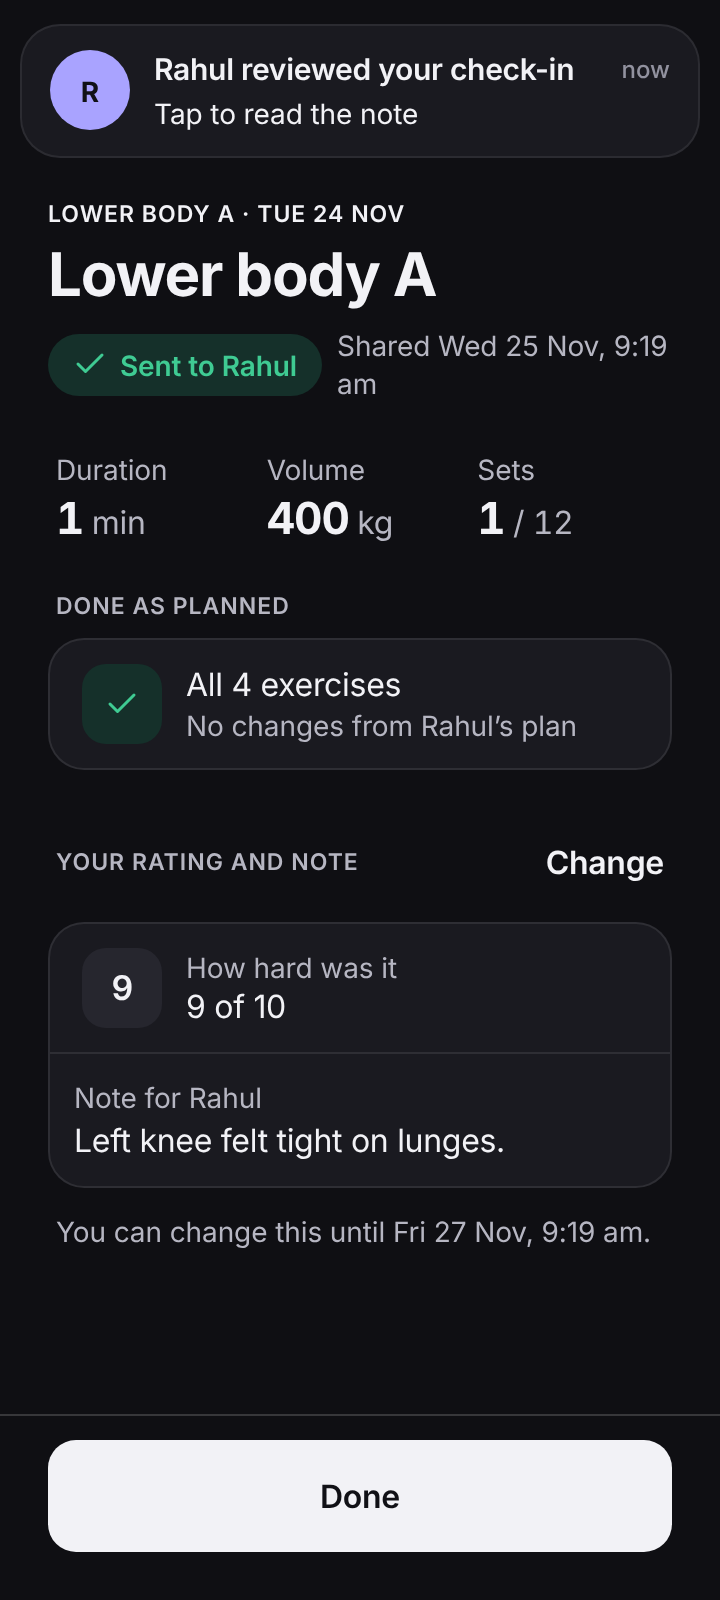 R
Rahul reviewed your check-in
now
Tap to read the note
LOWER BODY A · TUE 24 NOV
Lower body A
Sent to Rahul
Shared Wed 25 Nov, 9:19
am
Duration
Volume
Sets
1 min
400 kg
1 / 12
DONE AS PLANNED
All 4 exercises
No changes from Rahul’s plan
YOUR RATING AND NOTE
Change
9
How hard was it
9 of 10
Note for Rahul
Left knee felt tight on lunges.
You can change this until Fri 27 Nov, 9:19 am.
Done